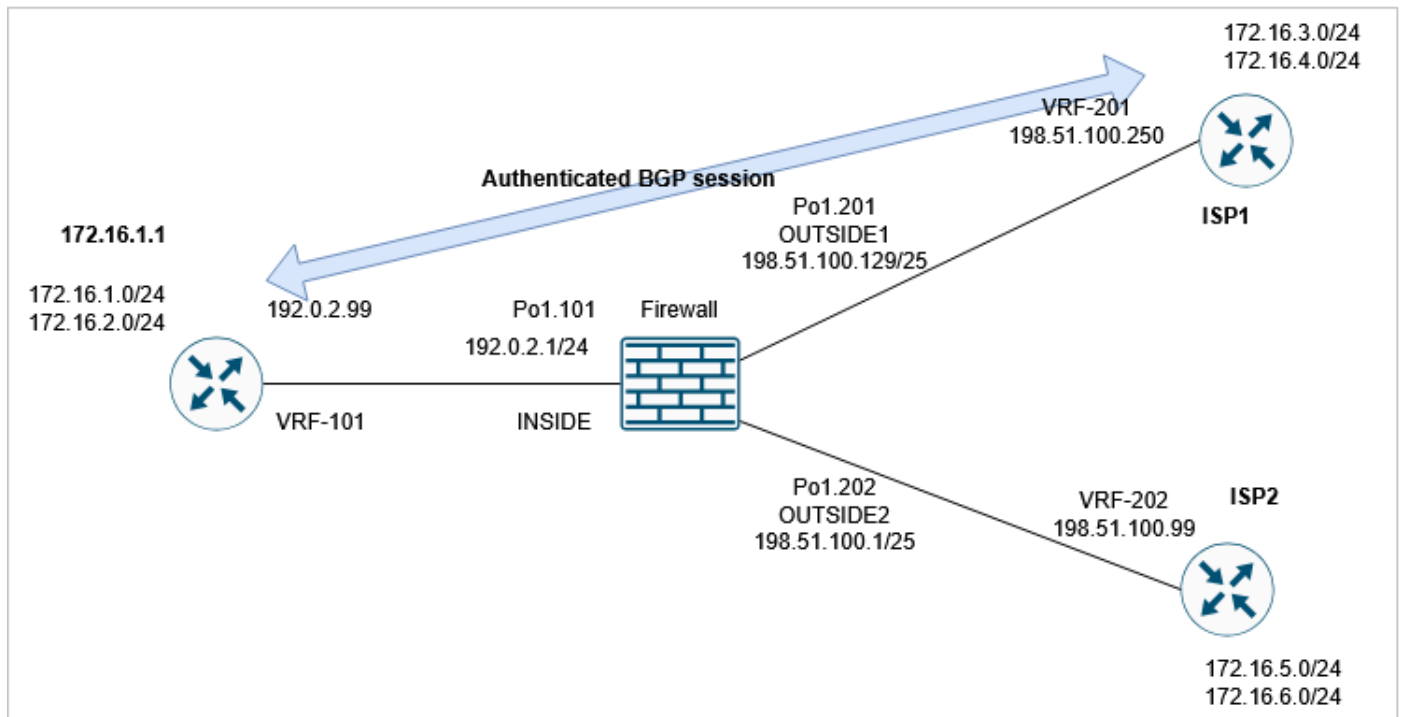 172.16.3.0/24
172.16.4.0/24
VRF-201
198.51.100.250
Authenticated BGP session
Po1.201
OUTSIDE1
198.51.100.129/25
ISP1
172.16.1.1
172.16.1.0/24
172.16.2.0/24
192.0.2.99
Po1.101
Firewall
192.0.2.1/24
VRF-101
INSIDE
Po1.202
OUTSIDE2
198.51.100.1/25
VRF-202
198.51.100.99
ISP2
172.16.5.0/24
172.16.6.0/24